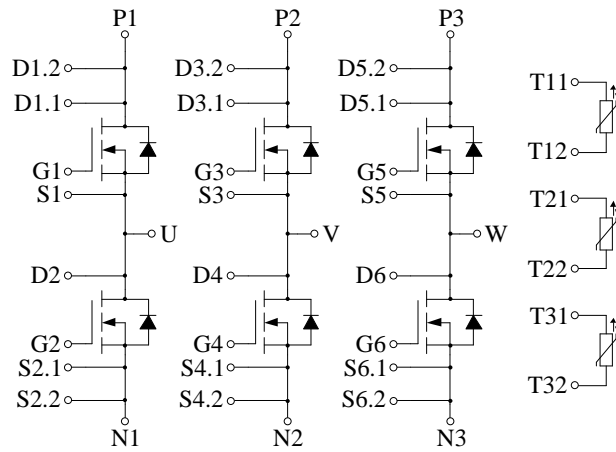 P1 P2 P3
D1.2 D3.2 D5.2
T11
D1.1 D3.1 D5.1
T12
G1 G3 G5
S1 S3 S5
T21
U V W
T22
D2 D4 D6
T31
G2 G4 G6
S2.1 S4.1 S6.1
T32
S2.2 S4.2 S6.2
N1 N2 N3